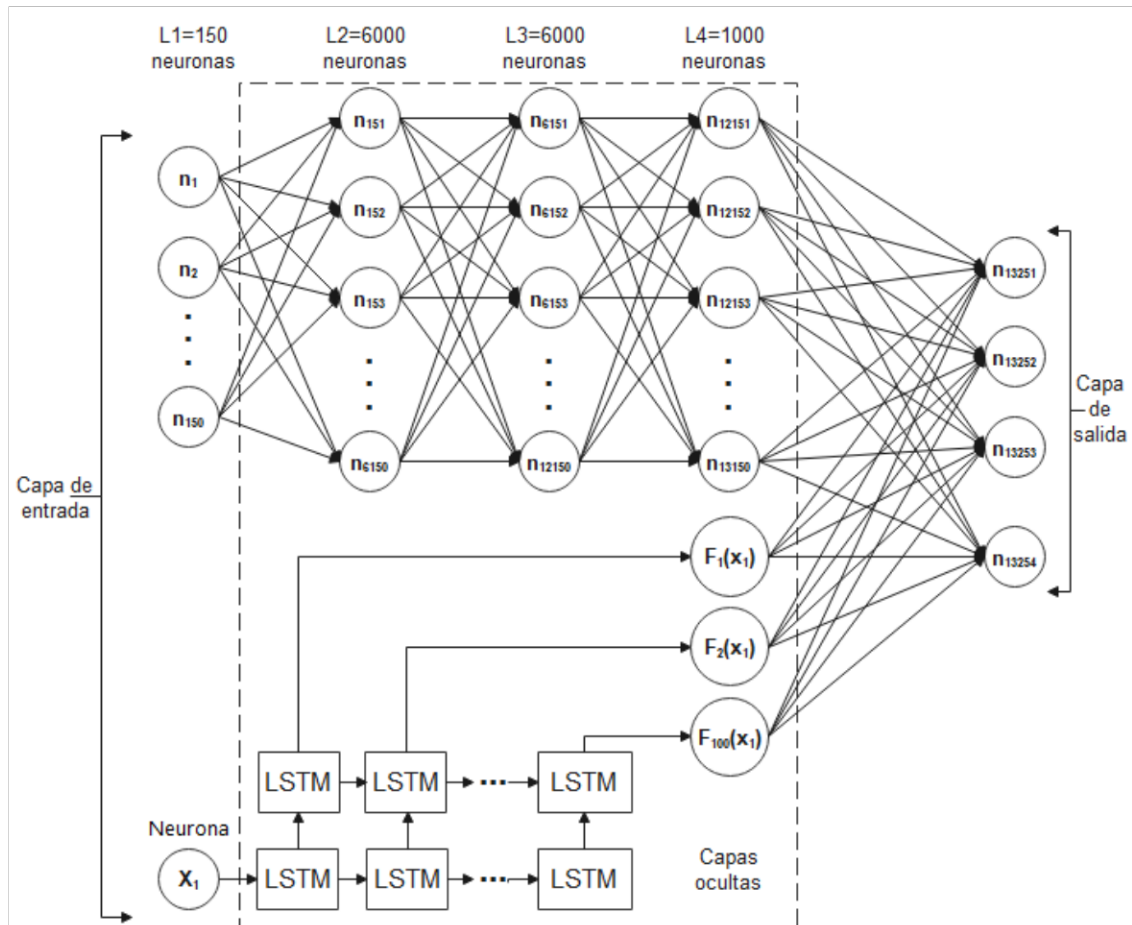 L1=150
neuronas
L2=6000
neuronas
L3=6000
neuronas
L4=1000
neuronas
n1
n2
n150
n151
n152
n153
n6150
n6151
n6152
n6153
n12150
n12151
n12152
n12153
n13150
n13251
n13252
n13253
n13254
Capa de
entrada
Capa
de
salida
F1(x1)
F2(x1)
F100(x1)
LSTM
LSTM
...
LSTM
Neurona
X1
LSTM
LSTM
...
LSTM
Capas
ocultas